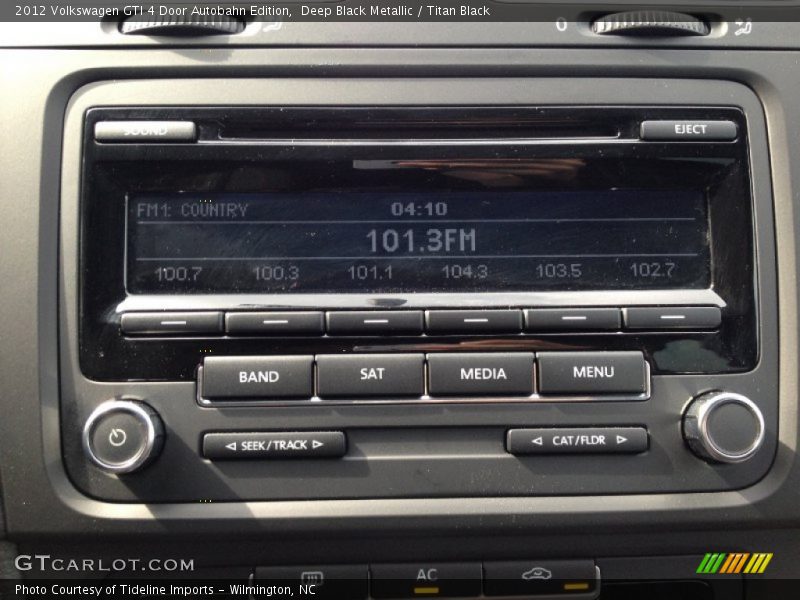 2012 Volkswagen GTI 4 Door Autobahn Edition,  Deep Black Metallic / Titan Black
0
SOUND
EJECT
FM1: COUNTRY 04:10
101.3FM
100.7 100.3 101.1 104.3 103.5 102.7
BAND SAT MEDIA MENU
SEEK/TRACK CAT/FLDR
AC
GTCARLOT.COM
Photo Courtesy of Tideline Imports – Wilmington, NC